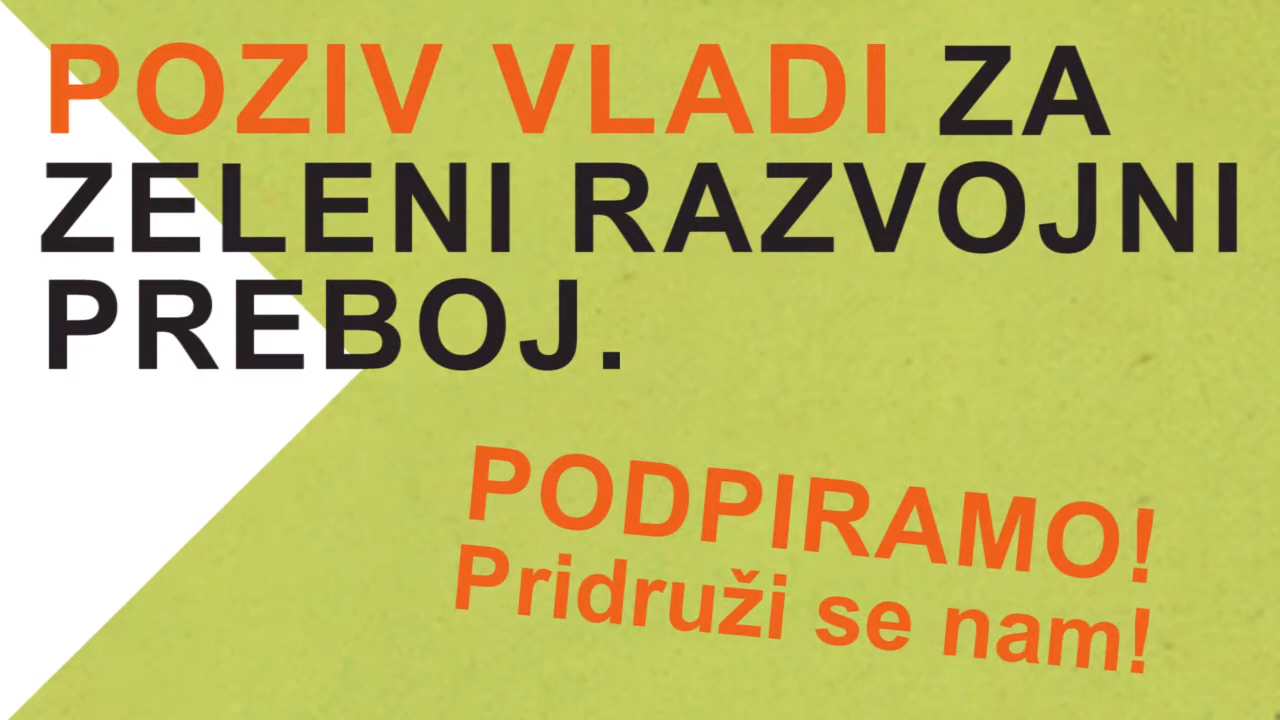 POZIV VLADI ZA
ZELENI RAZVOJNI
PREBOJ.
PODPIRAMO!
Pridruži se nam!